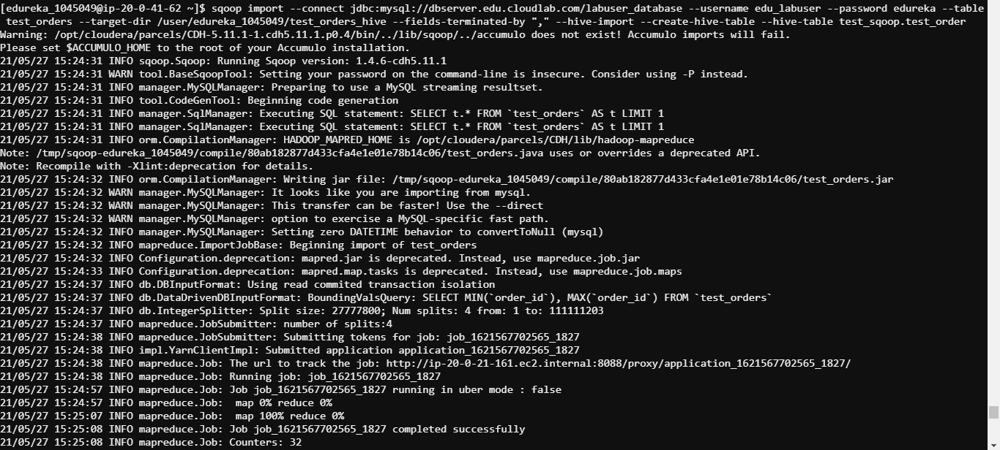 [edureka_1045049@ip-20-0-41-62 ~]$ sqoop import --connect jdbc:mysql://dbserver.edu.cloudlab.com/labuser_database --username edu_labuser --password edureka --table
test_orders --target-dir /user/edureka_1045049/test_orders_hive --fields-terminated-by "," --hive-import --create-hive-table --hive-table test_sqoop.test_order
Warning: /opt/cloudera/parcels/CDH-5.11.1-1.cdh5.11.1.p0.4/bin/../lib/sqoop/../accumulo does not exist! Accumulo imports will fail.
Please set $ACCUMULO_HOME to the root of your Accumulo installation.
21/05/27 15:24:31 INFO sqoop.Sqoop: Running Sqoop version: 1.4.6-cdh5.11.1
21/05/27 15:24:31 WARN tool.BaseSqoopTool: Setting your password on the command-line is insecure. Consider using -P instead.
21/05/27 15:24:31 INFO manager.MySQLManager: Preparing to use a MySQL streaming resultset.
21/05/27 15:24:31 INFO tool.CodeGenTool: Beginning code generation
21/05/27 15:24:31 INFO manager.SqlManager: Executing SQL statement: SELECT t.* FROM `test_orders` AS t LIMIT 1
21/05/27 15:24:31 INFO manager.SqlManager: Executing SQL statement: SELECT t.* FROM `test_orders` AS t LIMIT 1
21/05/27 15:24:31 INFO orm.CompilationManager: HADOOP_MAPRED_HOME is /opt/cloudera/parcels/CDH/lib/hadoop-mapreduce
Note: /tmp/sqoop-edureka_1045049/compile/80ab182877d433cfa4e1e01e78b14c06/test_orders.java uses or overrides a deprecated API.
Note: Recompile with -Xlint:deprecation for details.
21/05/27 15:24:32 INFO orm.CompilationManager: Writing jar file: /tmp/sqoop-edureka_1045049/compile/80ab182877d433cfa4e1e01e78b14c06/test_orders.jar
21/05/27 15:24:32 WARN manager.MySQLManager: It looks like you are importing from mysql.
21/05/27 15:24:32 WARN manager.MySQLManager: This transfer can be faster! Use the --direct
21/05/27 15:24:32 WARN manager.MySQLManager: option to exercise a MySQL-specific fast path.
21/05/27 15:24:32 INFO manager.MySQLManager: Setting zero DATETIME behavior to convertToNull (mysql)
21/05/27 15:24:32 INFO mapreduce.ImportJobBase: Beginning import of test_orders
21/05/27 15:24:32 INFO Configuration.deprecation: mapred.jar is deprecated. Instead, use mapreduce.job.jar
21/05/27 15:24:33 INFO Configuration.deprecation: mapred.map.tasks is deprecated. Instead, use mapreduce.job.maps
21/05/27 15:24:37 INFO db.DBInputFormat: Using read commited transaction isolation
21/05/27 15:24:37 INFO db.DataDrivenDBInputFormat: BoundingValsQuery: SELECT MIN(`order_id`), MAX(`order_id`) FROM `test_orders`
21/05/27 15:24:37 INFO db.IntegerSplitter: Split size: 27777800; Num splits: 4 from: 1 to: 111111203
21/05/27 15:24:37 INFO mapreduce.JobSubmitter: number of splits:4
21/05/27 15:24:38 INFO mapreduce.JobSubmitter: Submitting tokens for job: job_1621567702565_1827
21/05/27 15:24:38 INFO impl.YarnClientImpl: Submitted application application_1621567702565_1827
21/05/27 15:24:38 INFO mapreduce.Job: The url to track the job: http://ip-20-0-21-161.ec2.internal:8088/proxy/application_1621567702565_1827/
21/05/27 15:24:38 INFO mapreduce.Job: Running job: job_1621567702565_1827
21/05/27 15:24:57 INFO mapreduce.Job: Job job_1621567702565_1827 running in uber mode : false
21/05/27 15:24:57 INFO mapreduce.Job:  map 0% reduce 0%
21/05/27 15:25:07 INFO mapreduce.Job:  map 100% reduce 0%
21/05/27 15:25:08 INFO mapreduce.Job: Job job_1621567702565_1827 completed successfully
21/05/27 15:25:08 INFO mapreduce.Job: Counters: 32